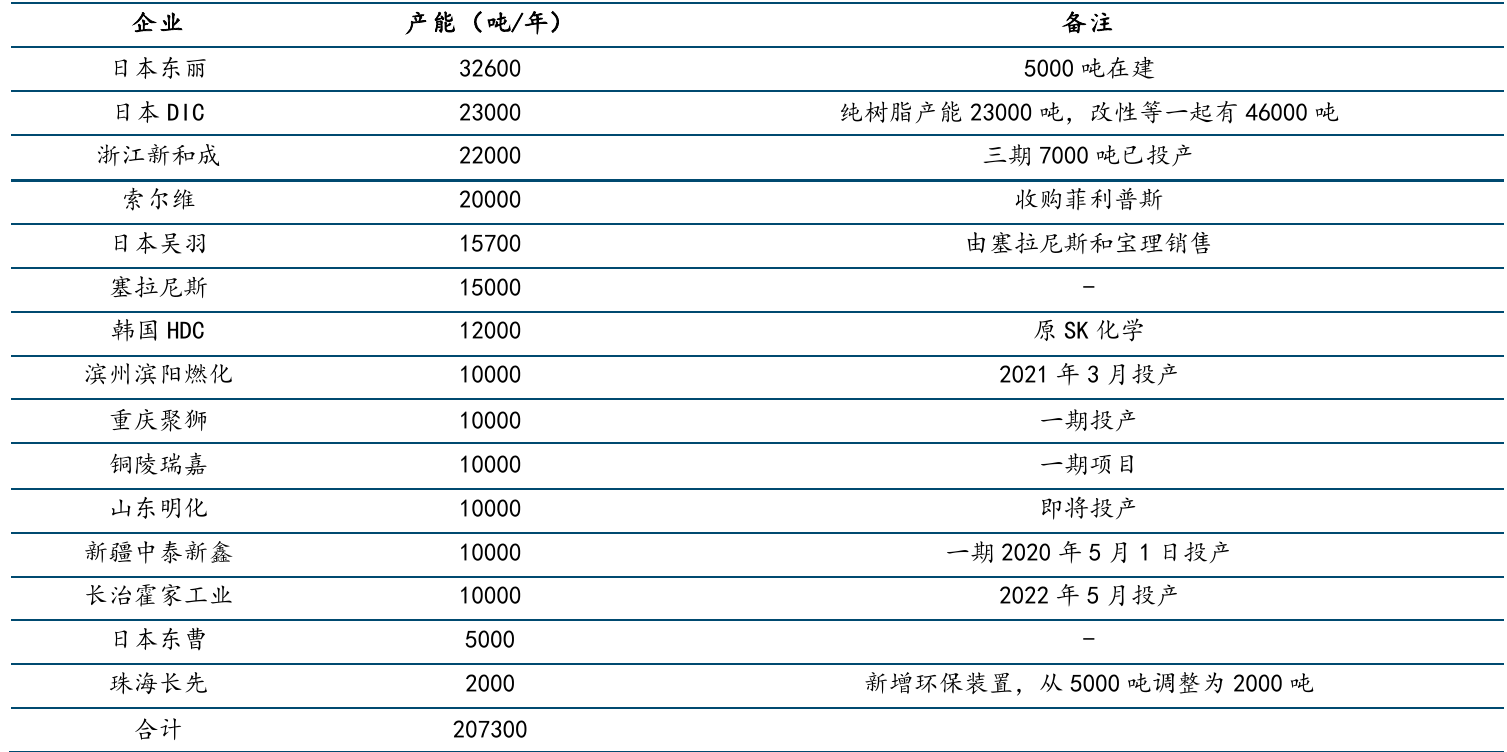 企业 产能（吨/年） 备注
日本东丽 32600 5000 吨在建
日本 DIC 23000 纯树脂产能 23000 吨，改性等一起有 46000 吨
浙江新和成 22000 三期 7000 吨已投产
索尔维 20000 收购菲利普斯
日本吴羽 15700 由塞拉尼斯和宝理销售
塞拉尼斯 15000 -
韩国 HDC 12000 原 SK 化学
滨州滨阳燃化 10000 2021 年 3 月投产
重庆聚狮 10000 一期投产
铜陵瑞嘉 10000 一期项目
山东明化 10000 即将投产
新疆中泰新鑫 10000 一期 2020 年 5 月 1 日投产
长治霍家工业 10000 2022 年 5 月投产
日本东曹 5000 -
珠海长先 2000 新增环保装置，从 5000 吨调整为 2000 吨
合计 207300